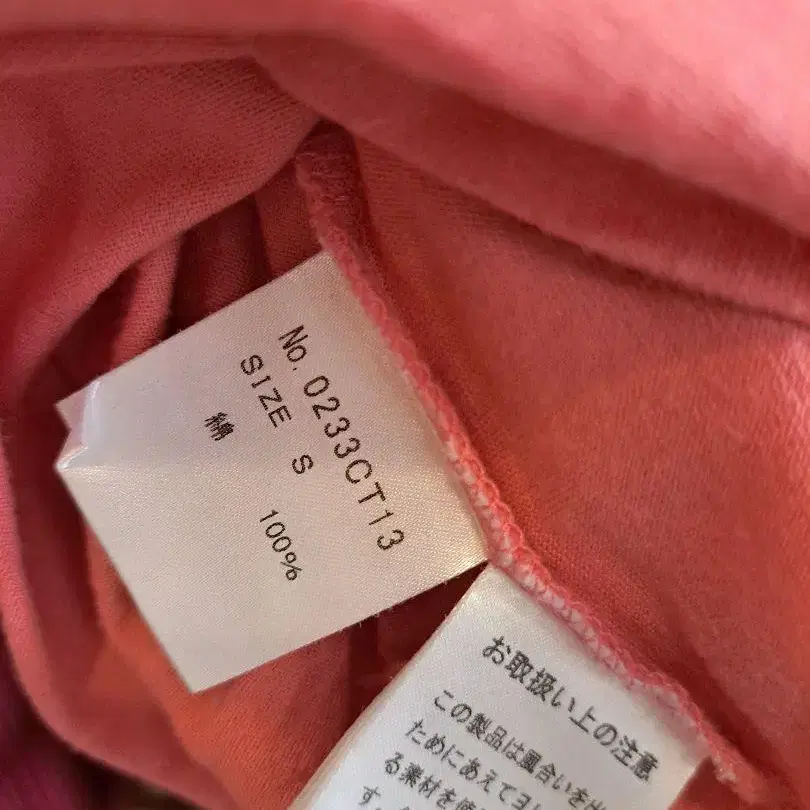 No. 0233CT13
SIZE S
綿 100%
お取扱い上の注意
この製品は風合いを
ためにあえてヨ
る素材を使
す。